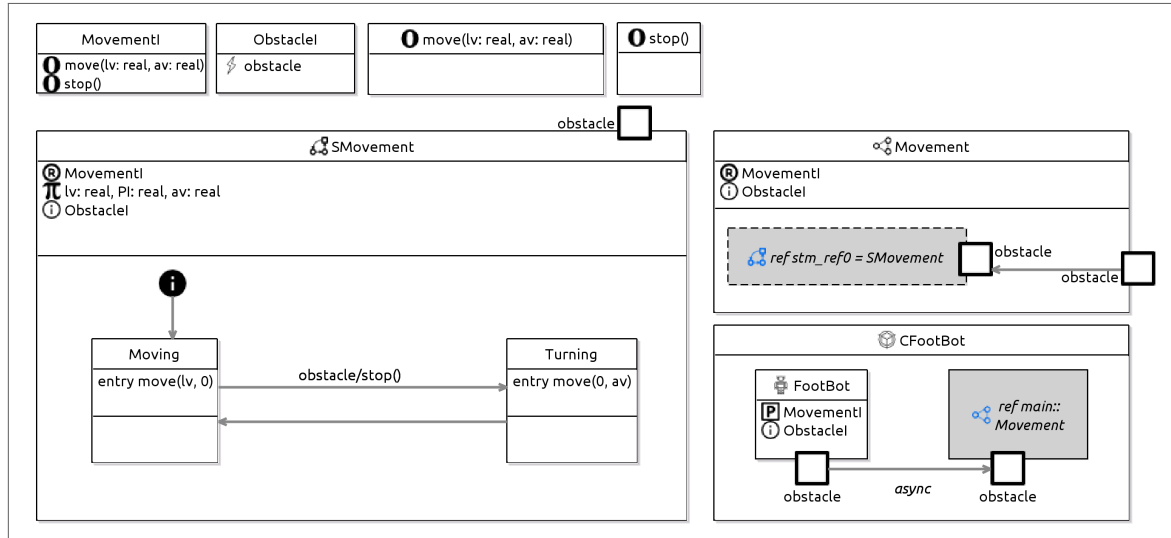 MovementI
O move(lv: real, av: real)
O stop()
ObstacleI
obstacle
O move(lv: real, av: real)
O stop()
obstacle
SMovement
R MovementI
π lv: real, PI: real, av: real
i ObstacleI
i
Moving
entry move(lv, 0)
obstacle/stop()
Turning
entry move(0, av)
Movement
R MovementI
i ObstacleI
ref stm_ref0 = SMovement
obstacle
obstacle
CFootBot
FootBot
P MovementI
i ObstacleI
obstacle
async
ref main::
Movement
obstacle